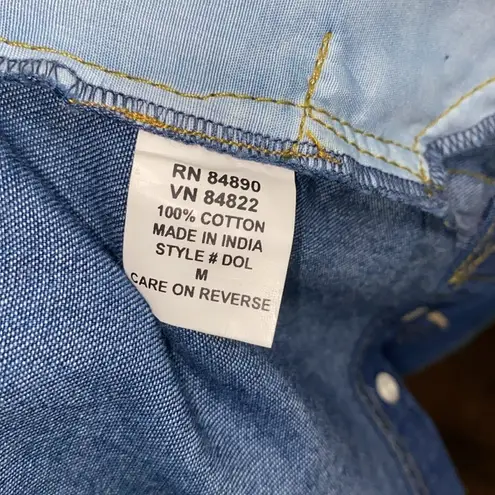 RN 84890
VN 84822
100% COTTON
MADE IN INDIA
STYLE # DOL
M
CARE ON REVERSE